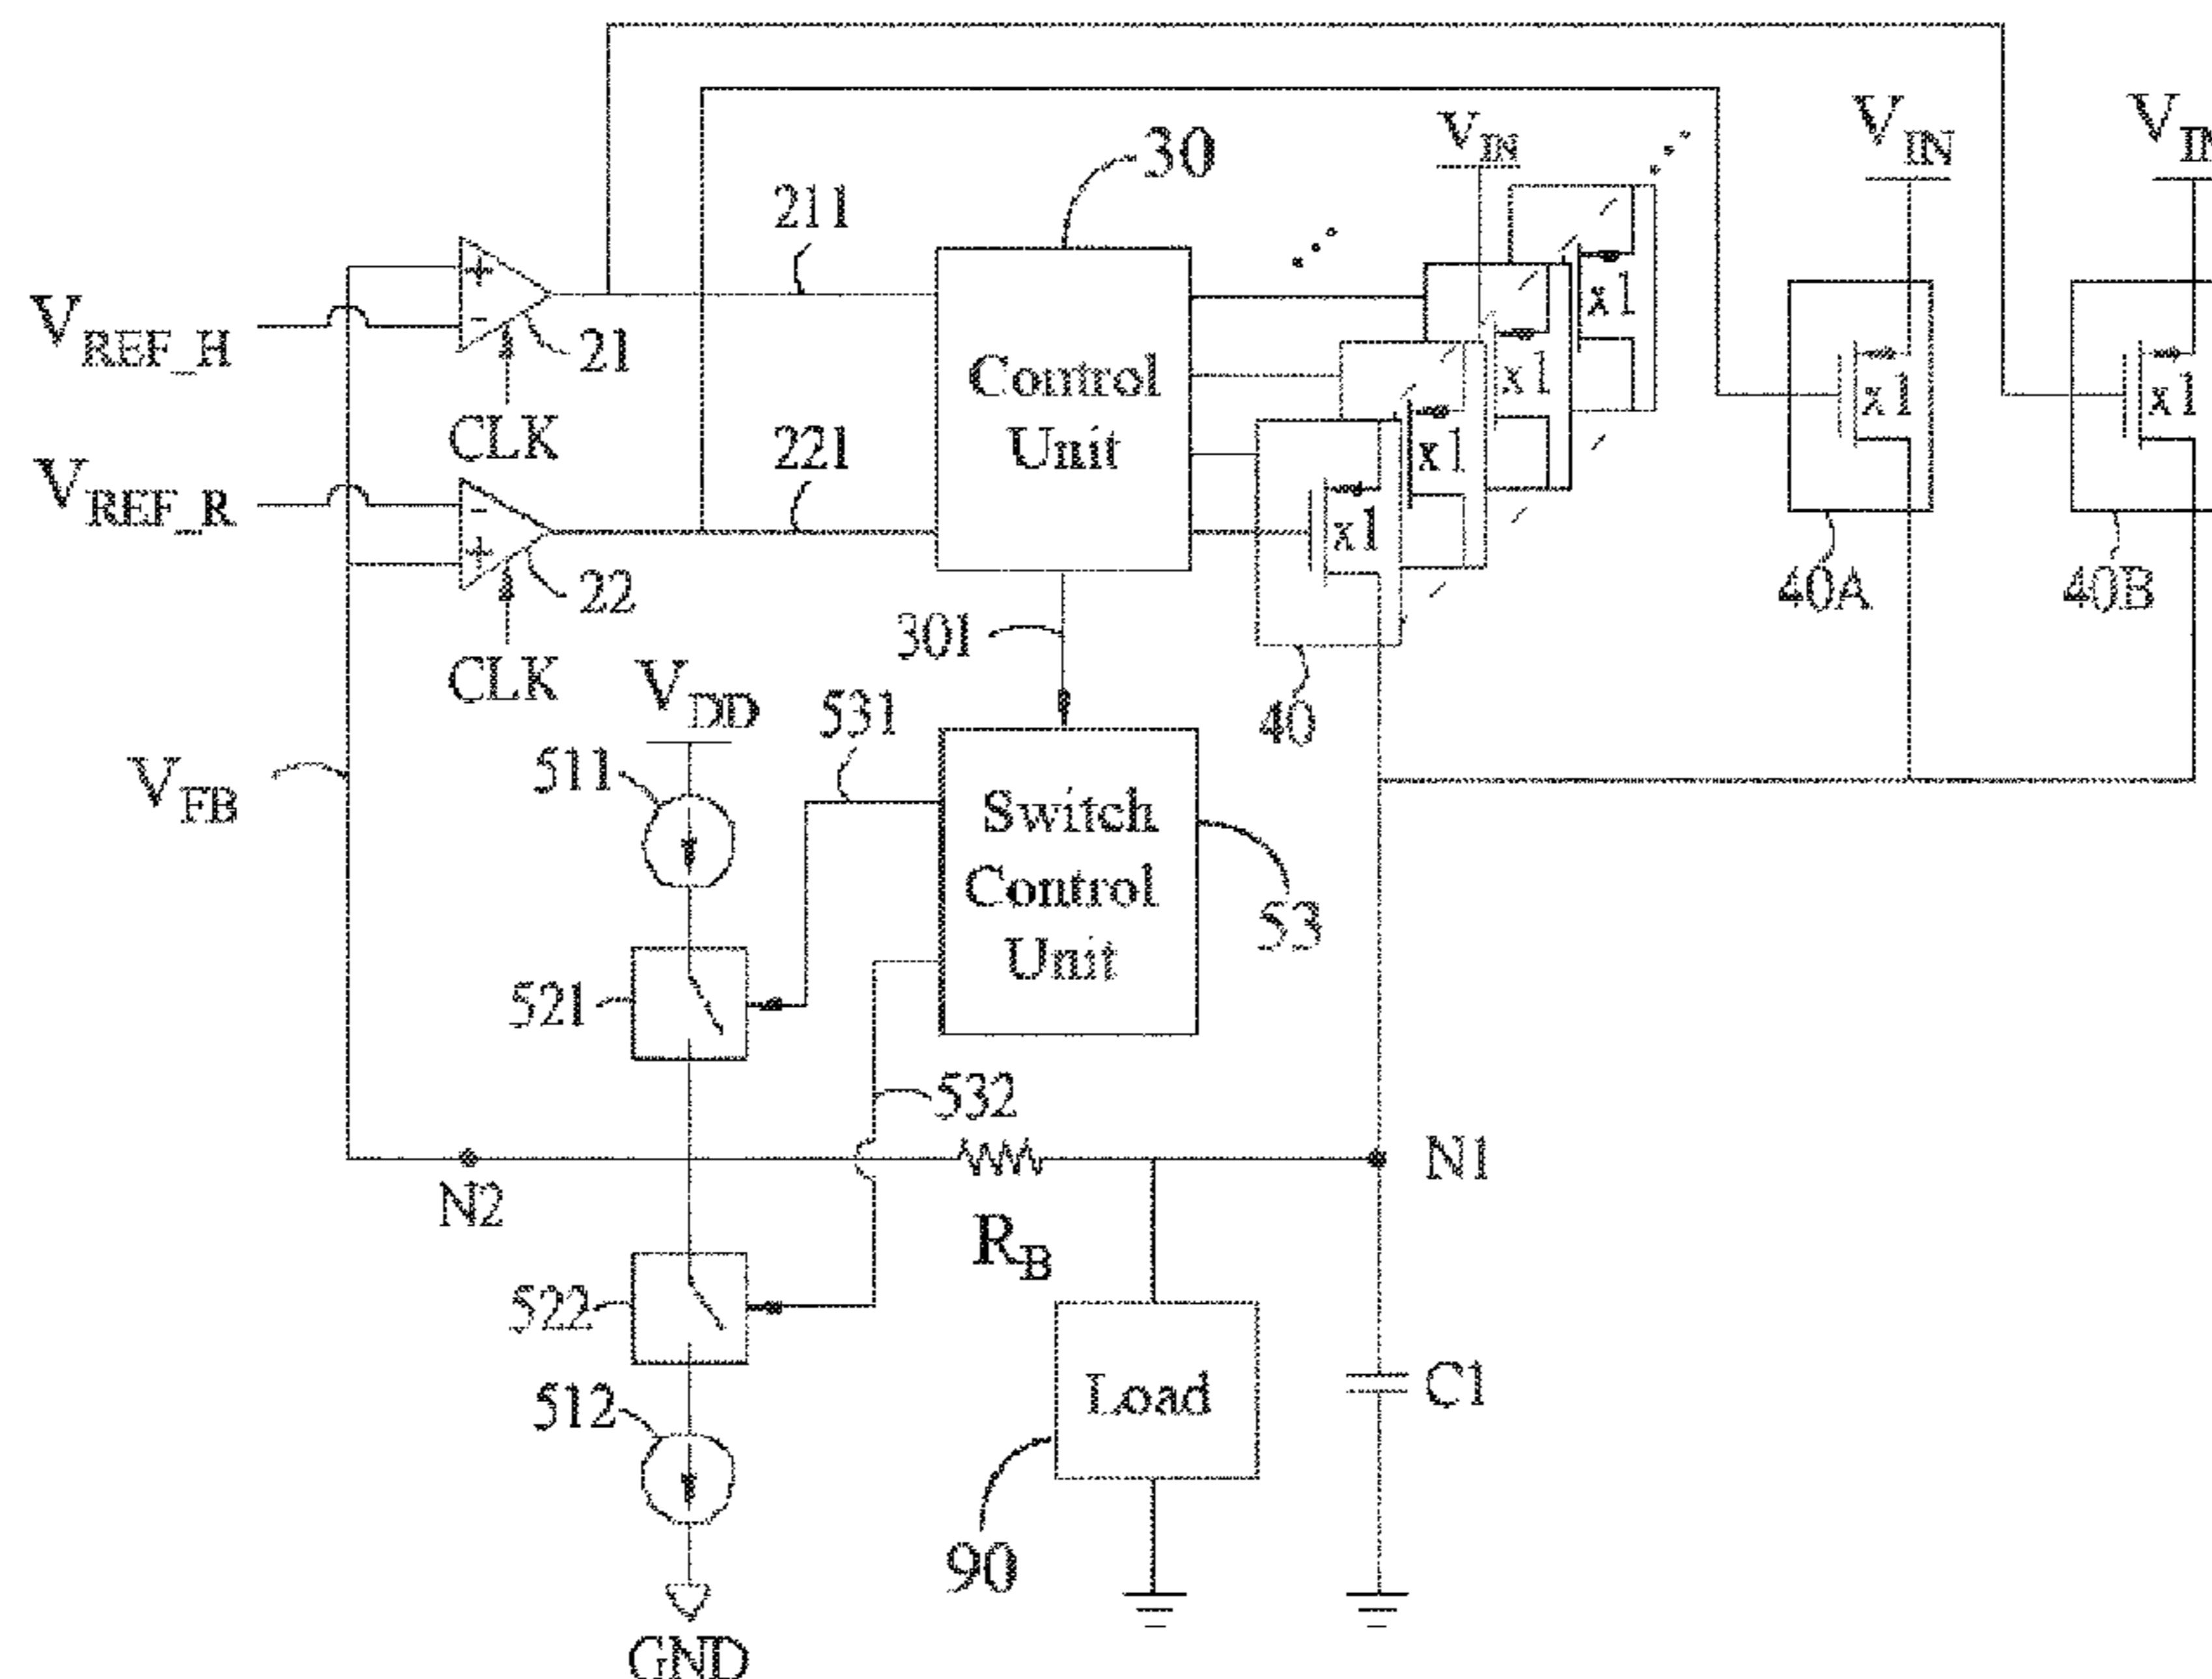 V_REF_H
V_REF_R
+
-
-
+
CLK
CLK
21
22
211
221
30
Control
Unit
301
V_IN
x1
x1
x1
x1
40
V_IN
x1
40A
V_IN
x1
40B
V_FB
V_DD
511
531
521
Switch
Control
Unit
53
532
N2
R_B
N1
522
512
GND
Load
90
C1